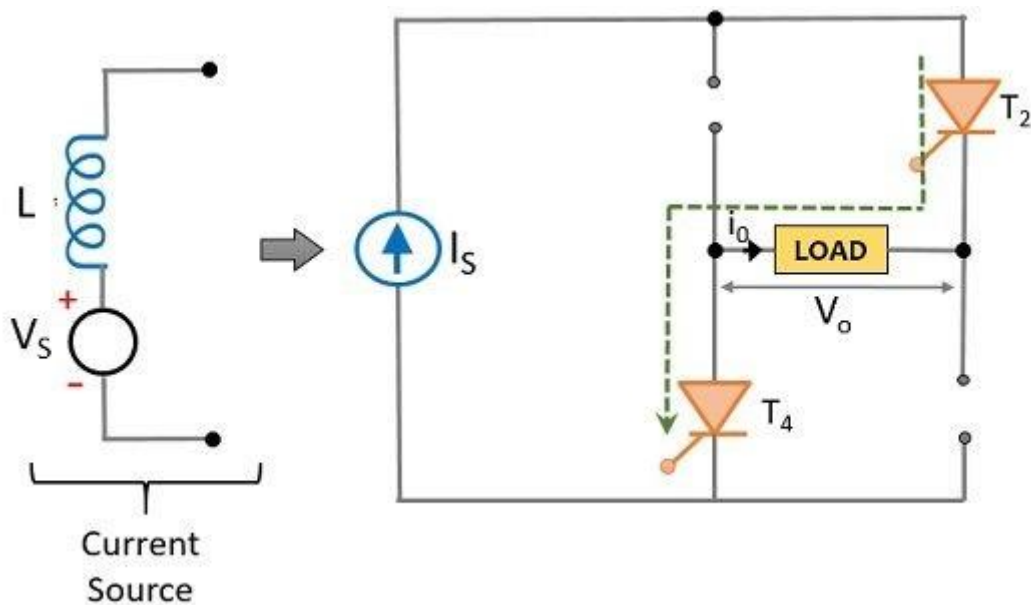 L
+
V_S
-
Current
Source
I_S
T_2
i_0
LOAD
V_o
T_4